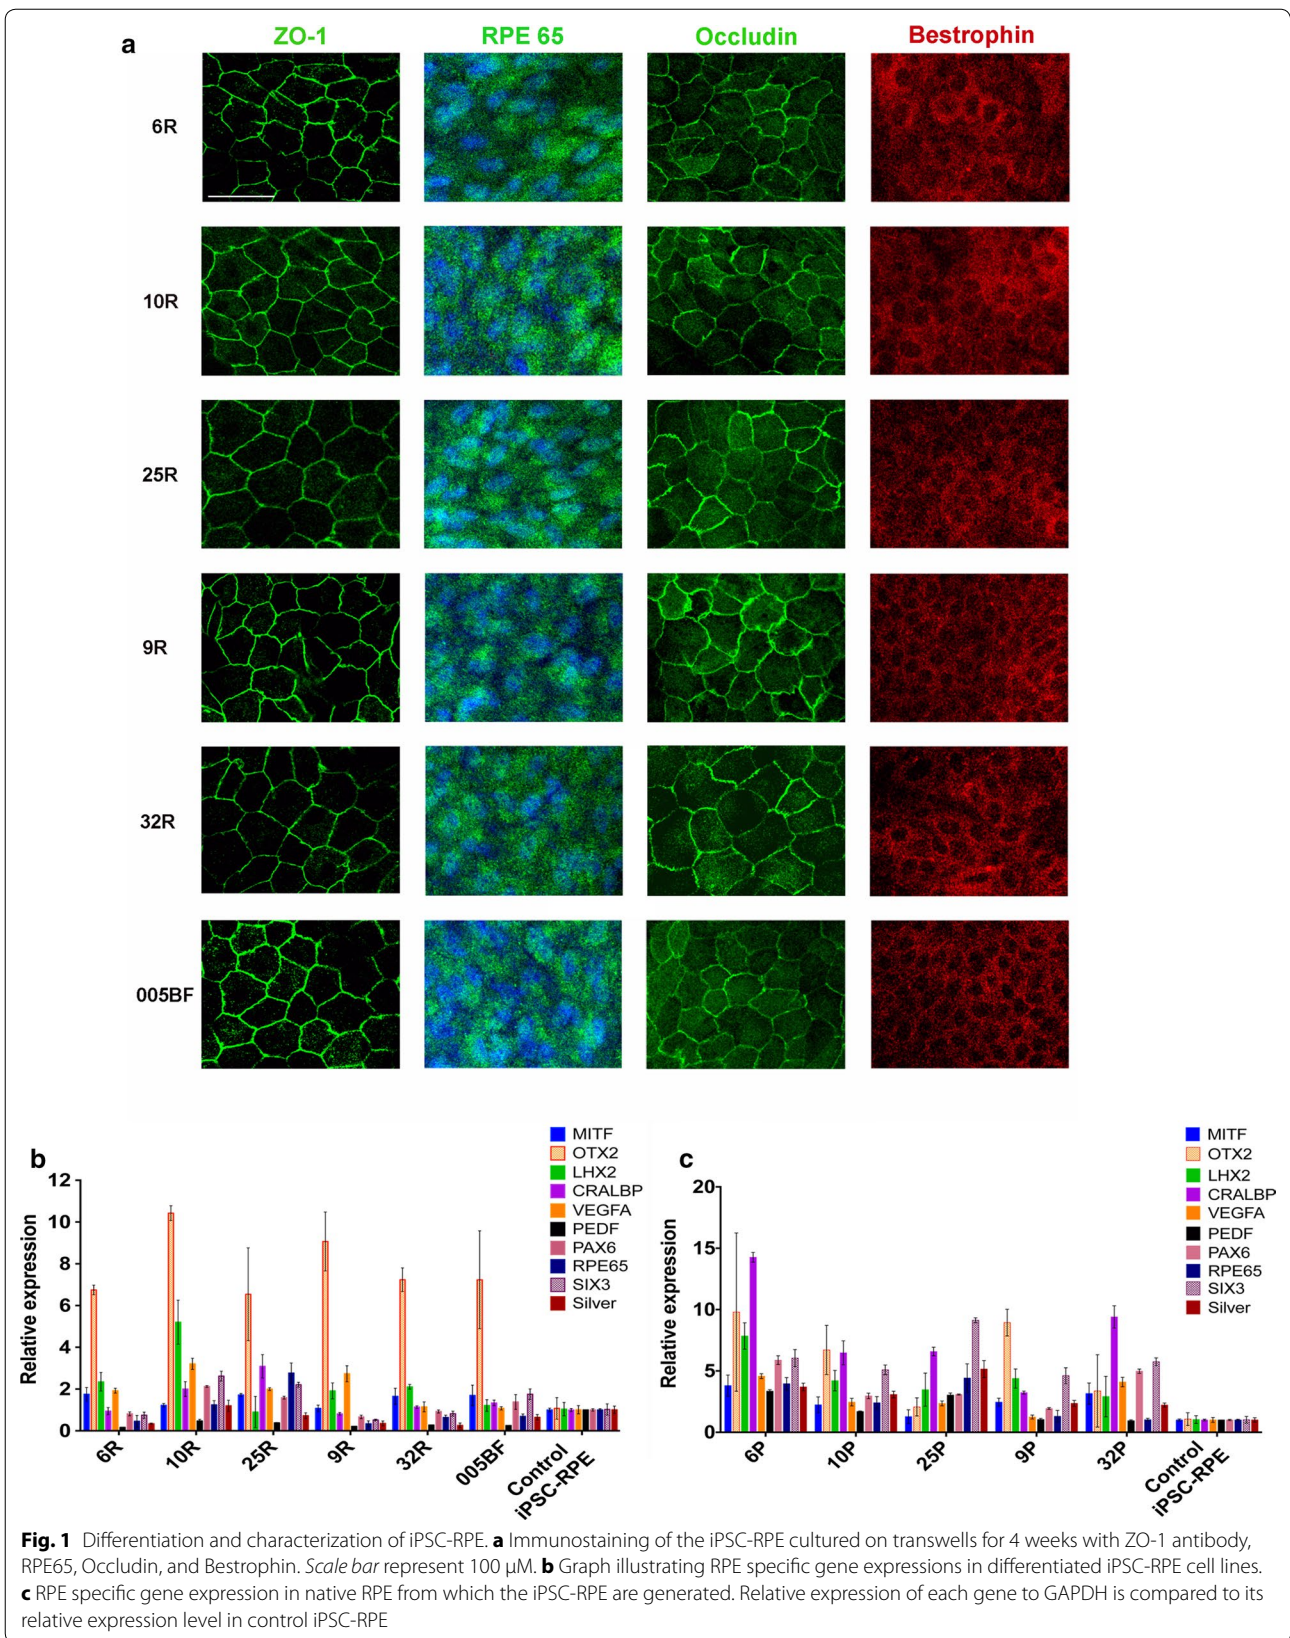 a
ZO-1 RPE 65 Occludin Bestrophin
6R
10R
25R
9R
32R
005BF
b
Relative expression
12
10
8
6
4
2
0
6R 10R 25R 9R 32R 005BF Control iPSC-RPE
MITF
OTX2
LHX2
CRALBP
VEGFA
PEDF
PAX6
RPE65
SIX3
Silver
c
Relative expression
20
15
10
5
0
6P 10P 25P 9P 32P Control iPSC-RPE
MITF
OTX2
LHX2
CRALBP
VEGFA
PEDF
PAX6
RPE65
SIX3
Silver
Fig. 1 Differentiation and characterization of iPSC-RPE. a Immunostaining of the iPSC-RPE cultured on transwells for 4 weeks with ZO-1 antibody,
RPE65, Occludin, and Bestrophin. Scale bar represent 100 µM. b Graph illustrating RPE specific gene expressions in differentiated iPSC-RPE cell lines.
c RPE specific gene expression in native RPE from which the iPSC-RPE are generated. Relative expression of each gene to GAPDH is compared to its
relative expression level in control iPSC-RPE